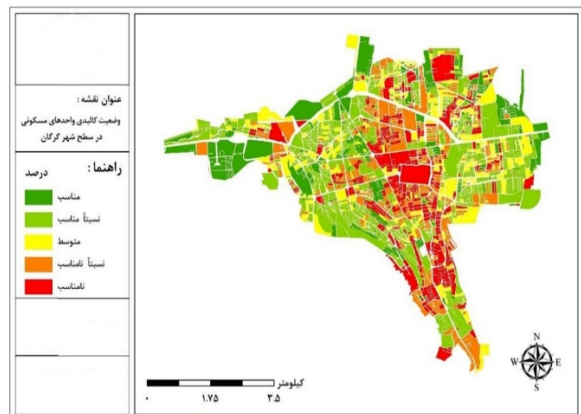 عنوان نقشه :
وضعیت کالبدی واحدهای مسکونی
در سطح شهر گرگان
راهنما :
درصد
مناسب
نسبتاً مناسب
متوسط
نسبتاً نامناسب
نامناسب
N
W E
S
کیلومتر
۰ ۱.۷۵ ۳.۵